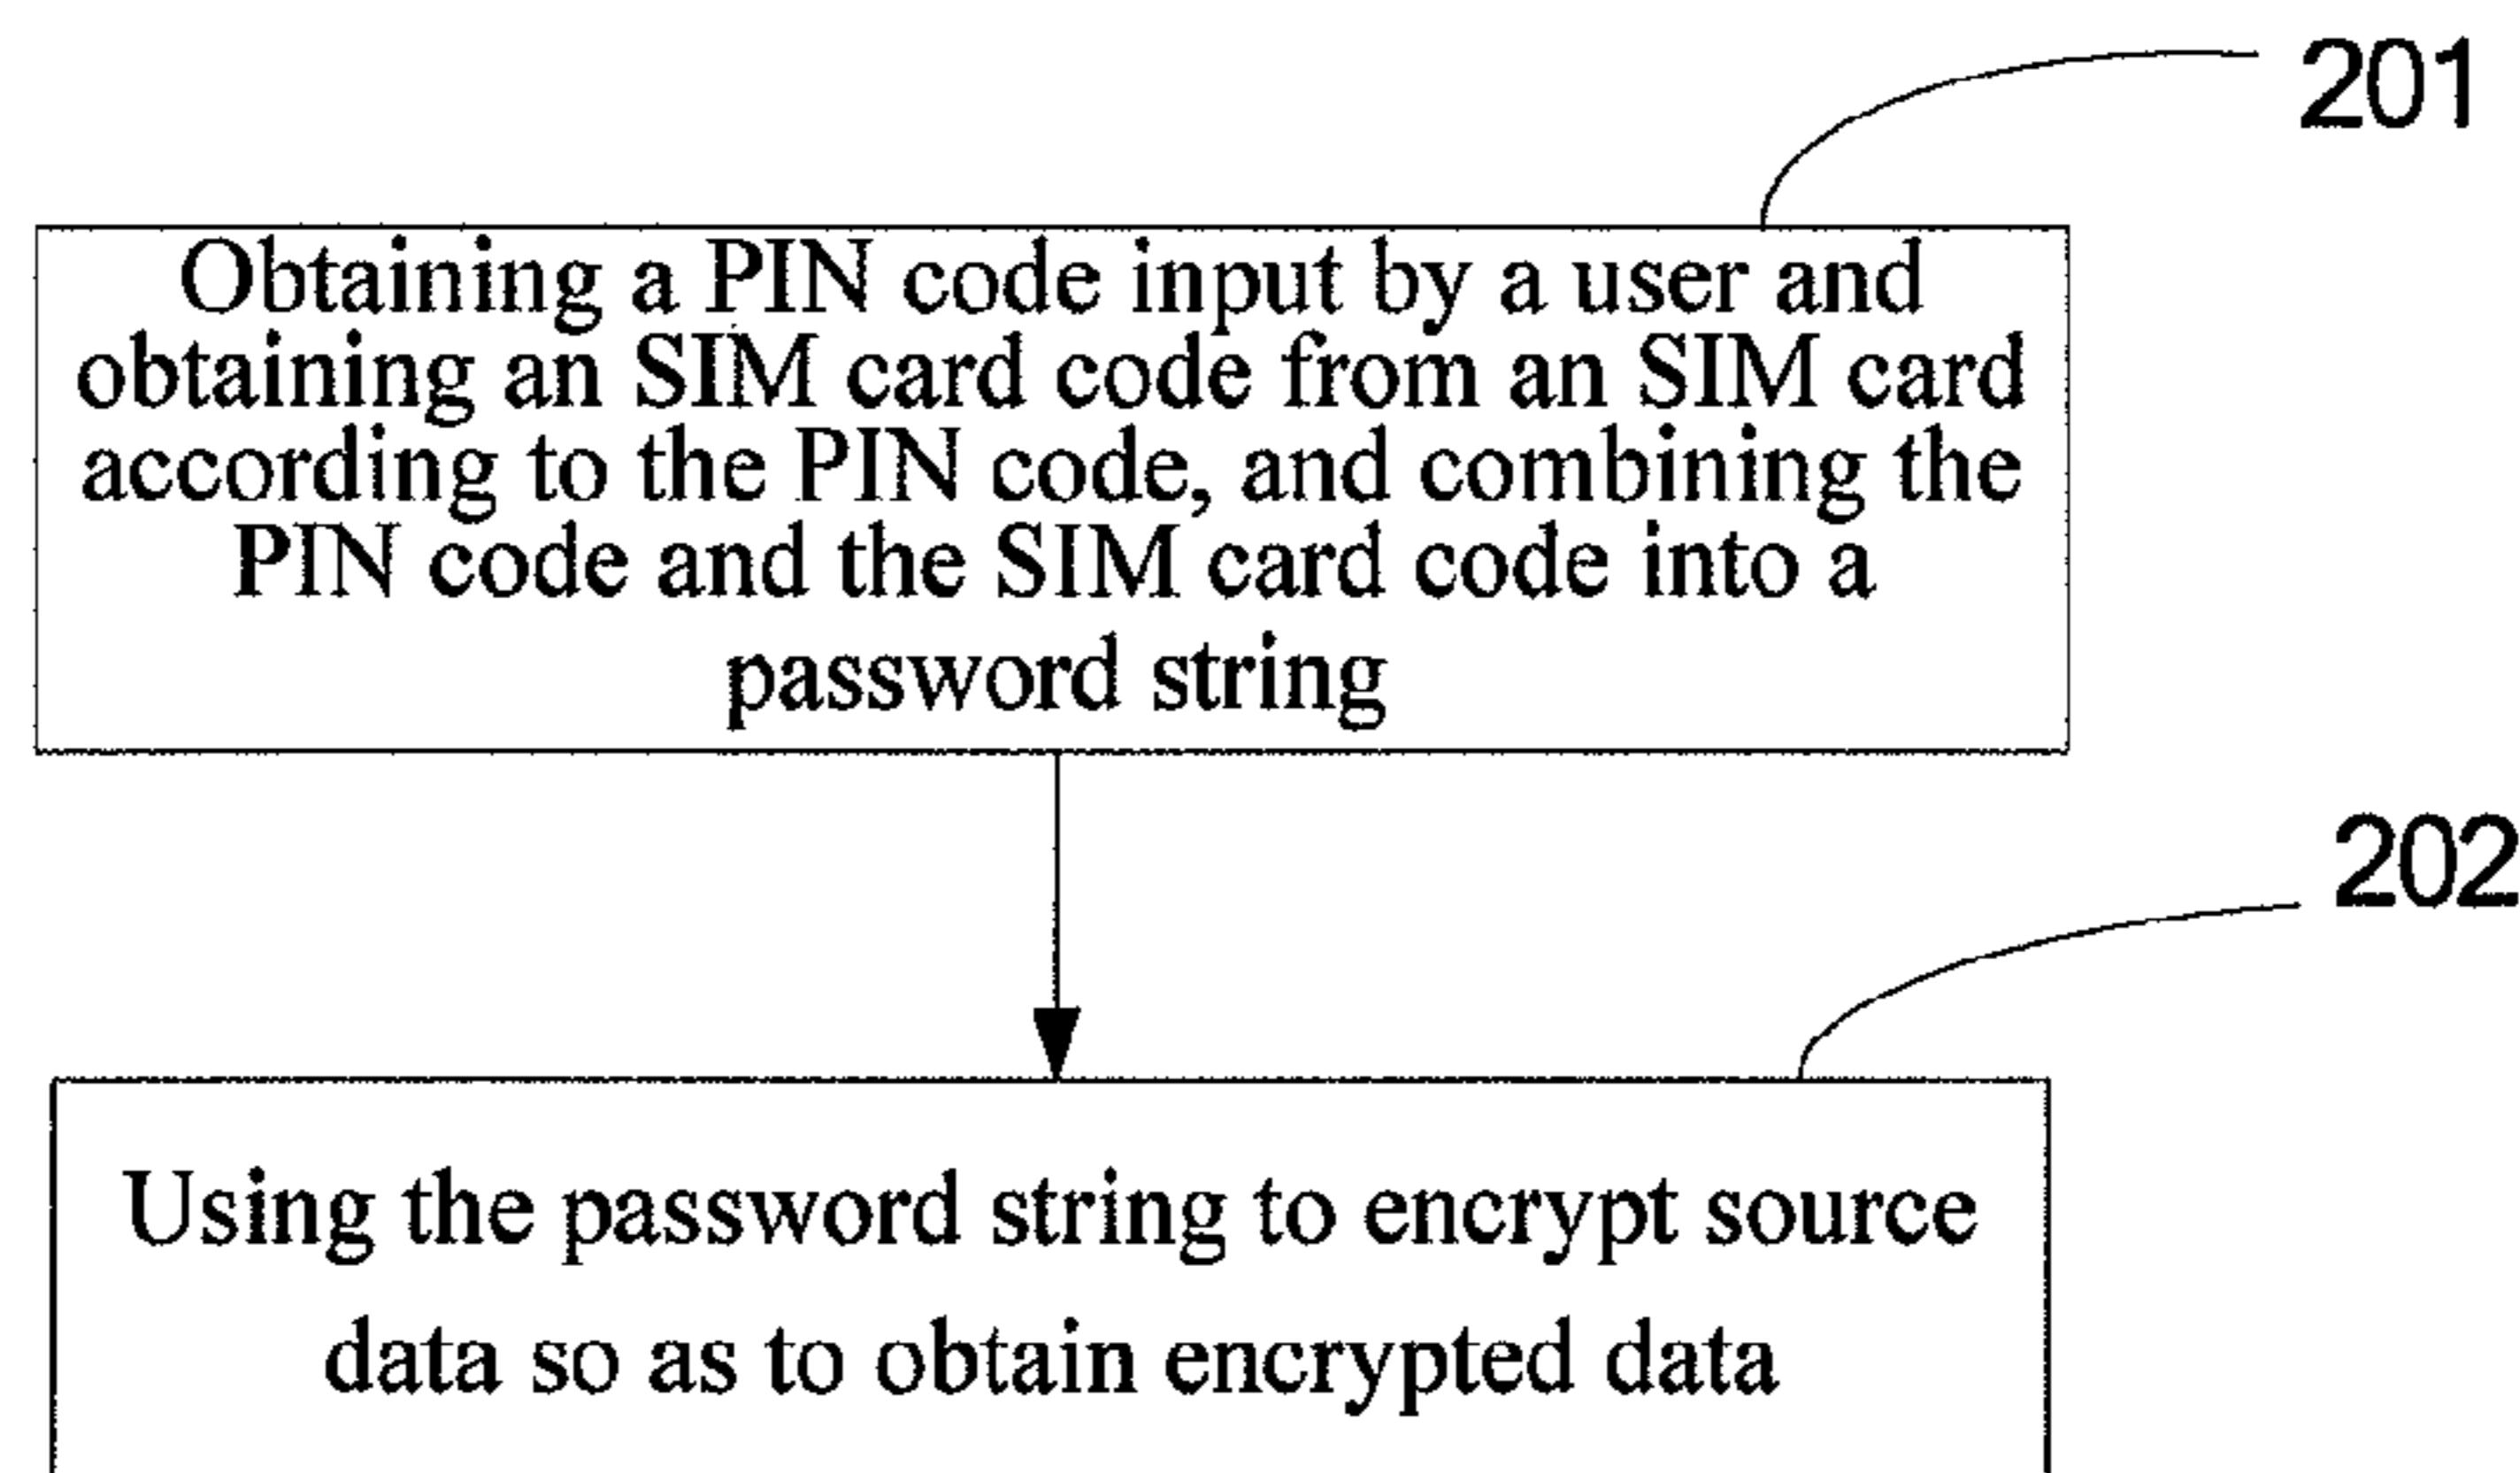 201
Obtaining a PIN code input by a user and
obtaining an SIM card code from an SIM card
according to the PIN code, and combining the
PIN code and the SIM card code into a
password string
202
Using the password string to encrypt source
data so as to obtain encrypted data